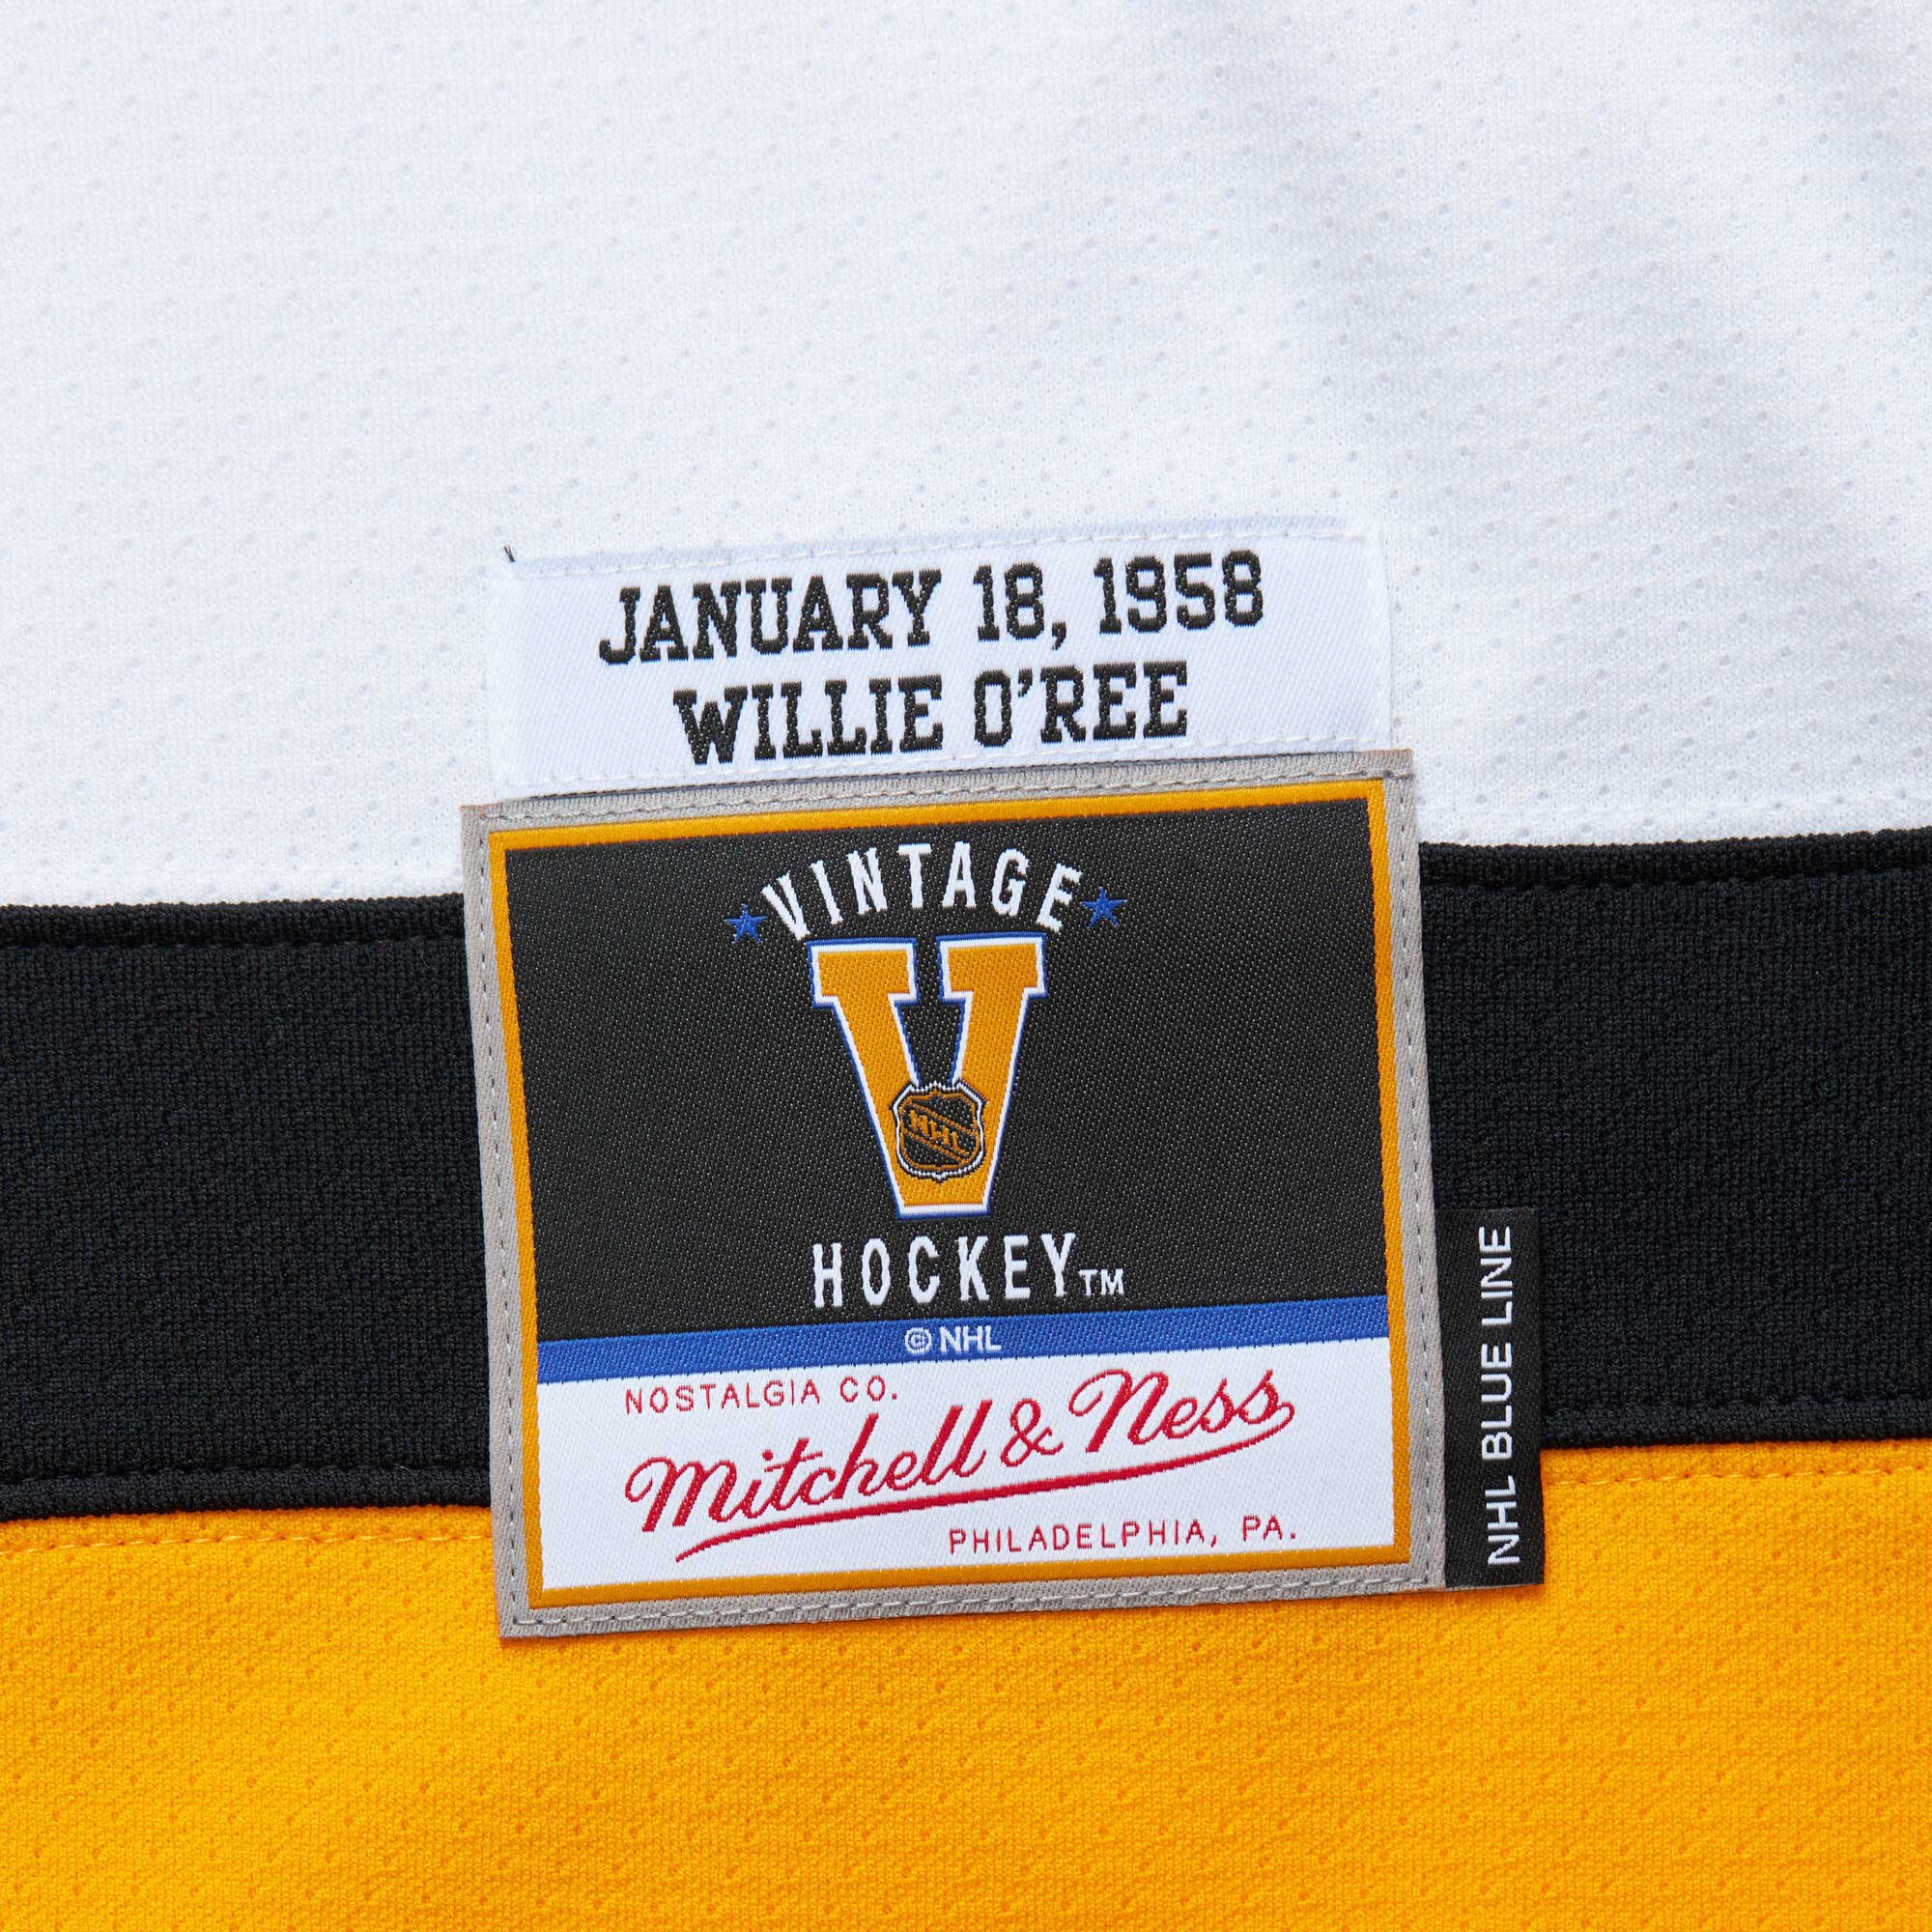 JANUARY 18, 1958
WILLIE O'REE
VINTAGE
V
NHL
HOCKEY™
© NHL
NOSTALGIA CO.
Mitchell & Ness
PHILADELPHIA, PA.
NHL BLUE LINE